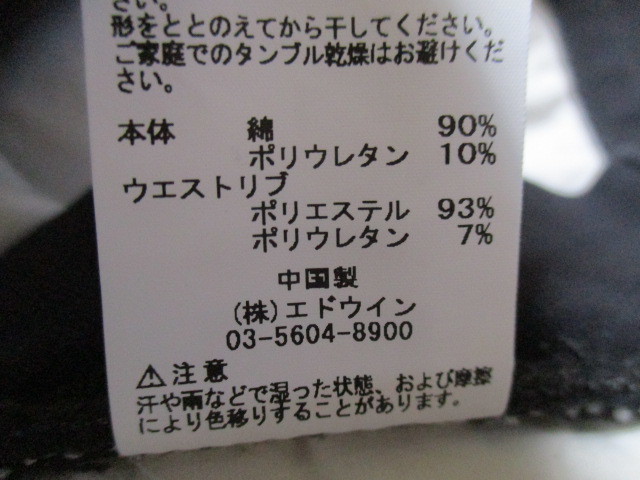 さい。
形をととのえてから干してください。
ご家庭でのタンブル乾燥はお避けくだ
さい。
本体 綿 90%
ポリウレタン 10%
ウエストリブ
ポリエステル 93%
ポリウレタン 7%
中国製
(株)エドウイン
03-5604-8900
⚠注意
汗や雨などで湿った状態、および摩擦
により色移りすることがあります。